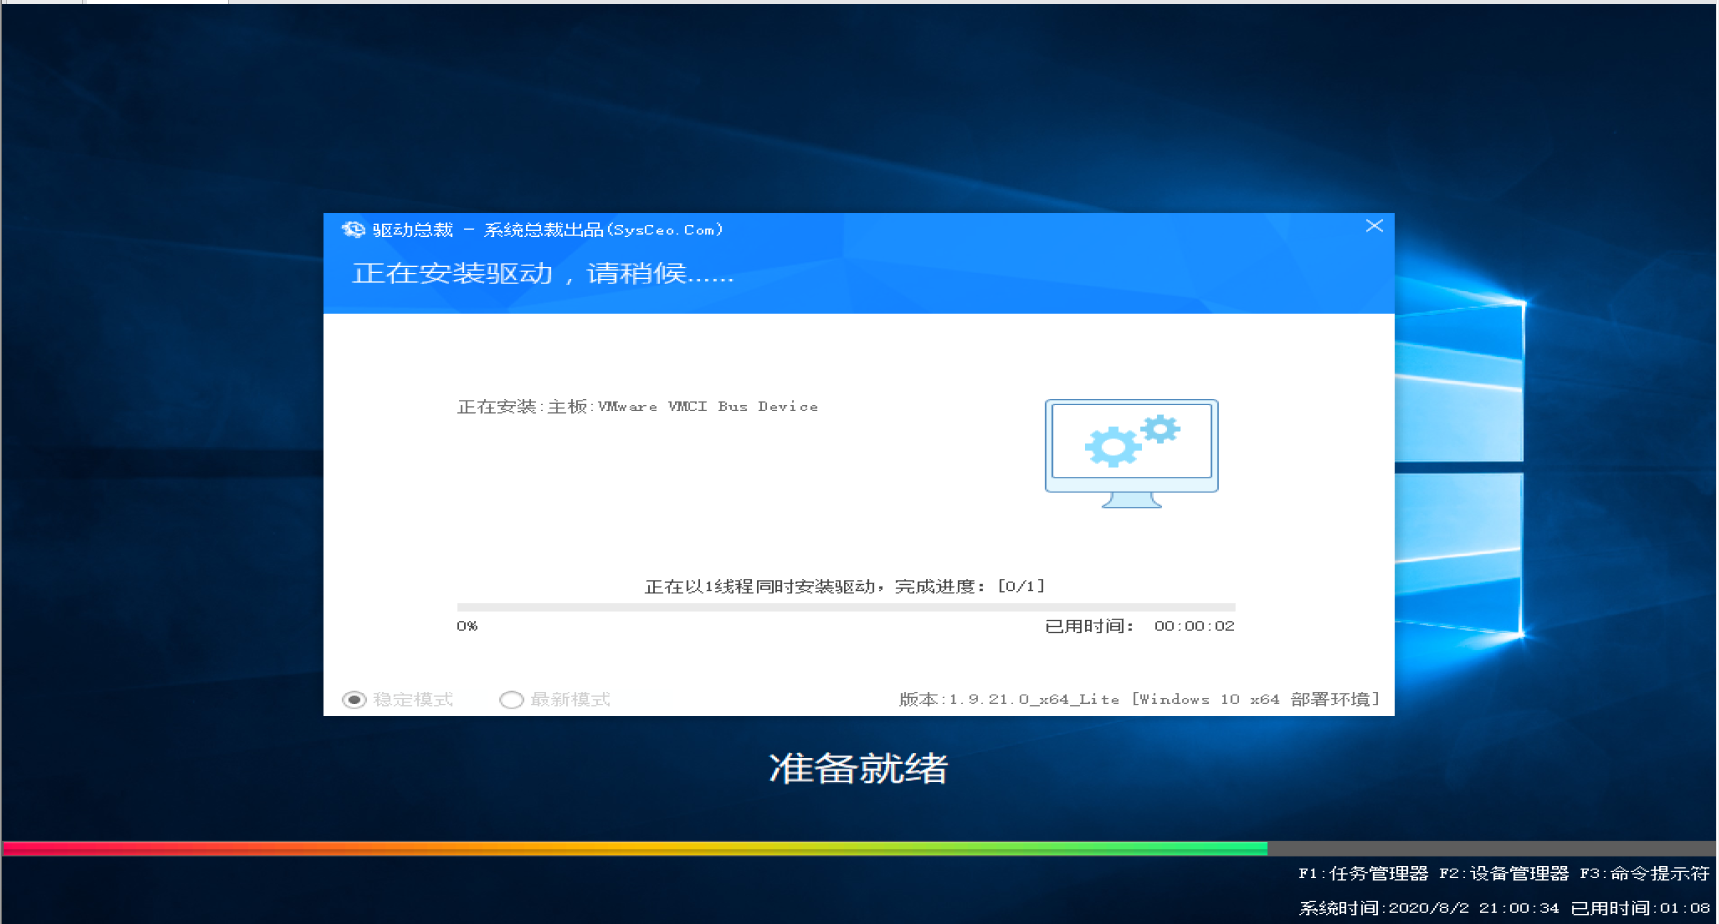 驱动总裁 - 系统总裁出品(SysCeo.Com)
正在安装驱动，请稍候......
正在安装:主板:VMware VMCI Bus Device
正在以1线程同时安装驱动，完成进度：[0/1]
0% 已用时间： 00:00:02
稳定模式 最新模式 版本:1.9.21.0_x64_Lite [Windows 10 x64 部署环境]
准备就绪
F1:任务管理器 F2:设备管理器 F3:命令提示符
系统时间:2020/8/2 21:00:34 已用时间:01:08